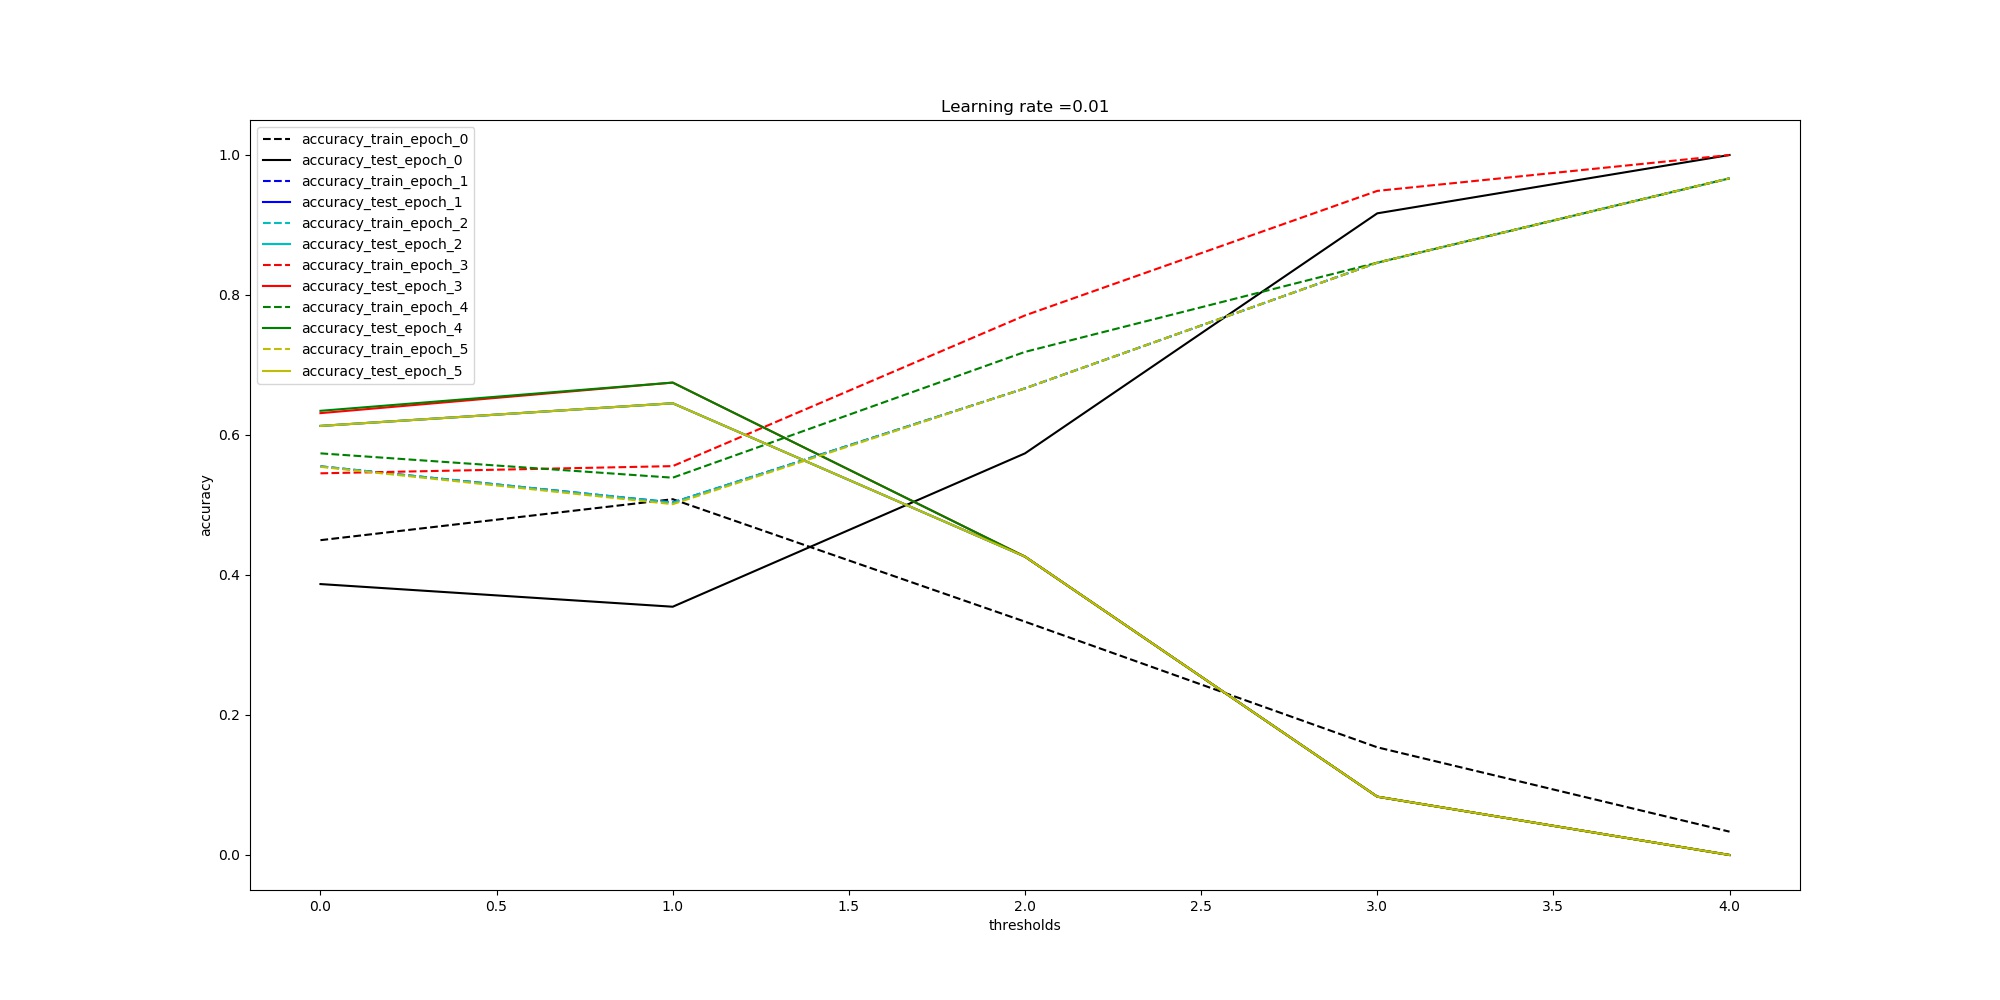 Learning rate =0.01
accuracy_train_epoch_0
accuracy_test_epoch_0
accuracy_train_epoch_1
accuracy_test_epoch_1
accuracy_train_epoch_2
accuracy_test_epoch_2
accuracy_train_epoch_3
accuracy_test_epoch_3
accuracy_train_epoch_4
accuracy_test_epoch_4
accuracy_train_epoch_5
accuracy_test_epoch_5
1.0
0.8
0.6
0.4
0.2
0.0
accuracy
0.0 0.5 1.0 1.5 2.0 2.5 3.0 3.5 4.0
thresholds